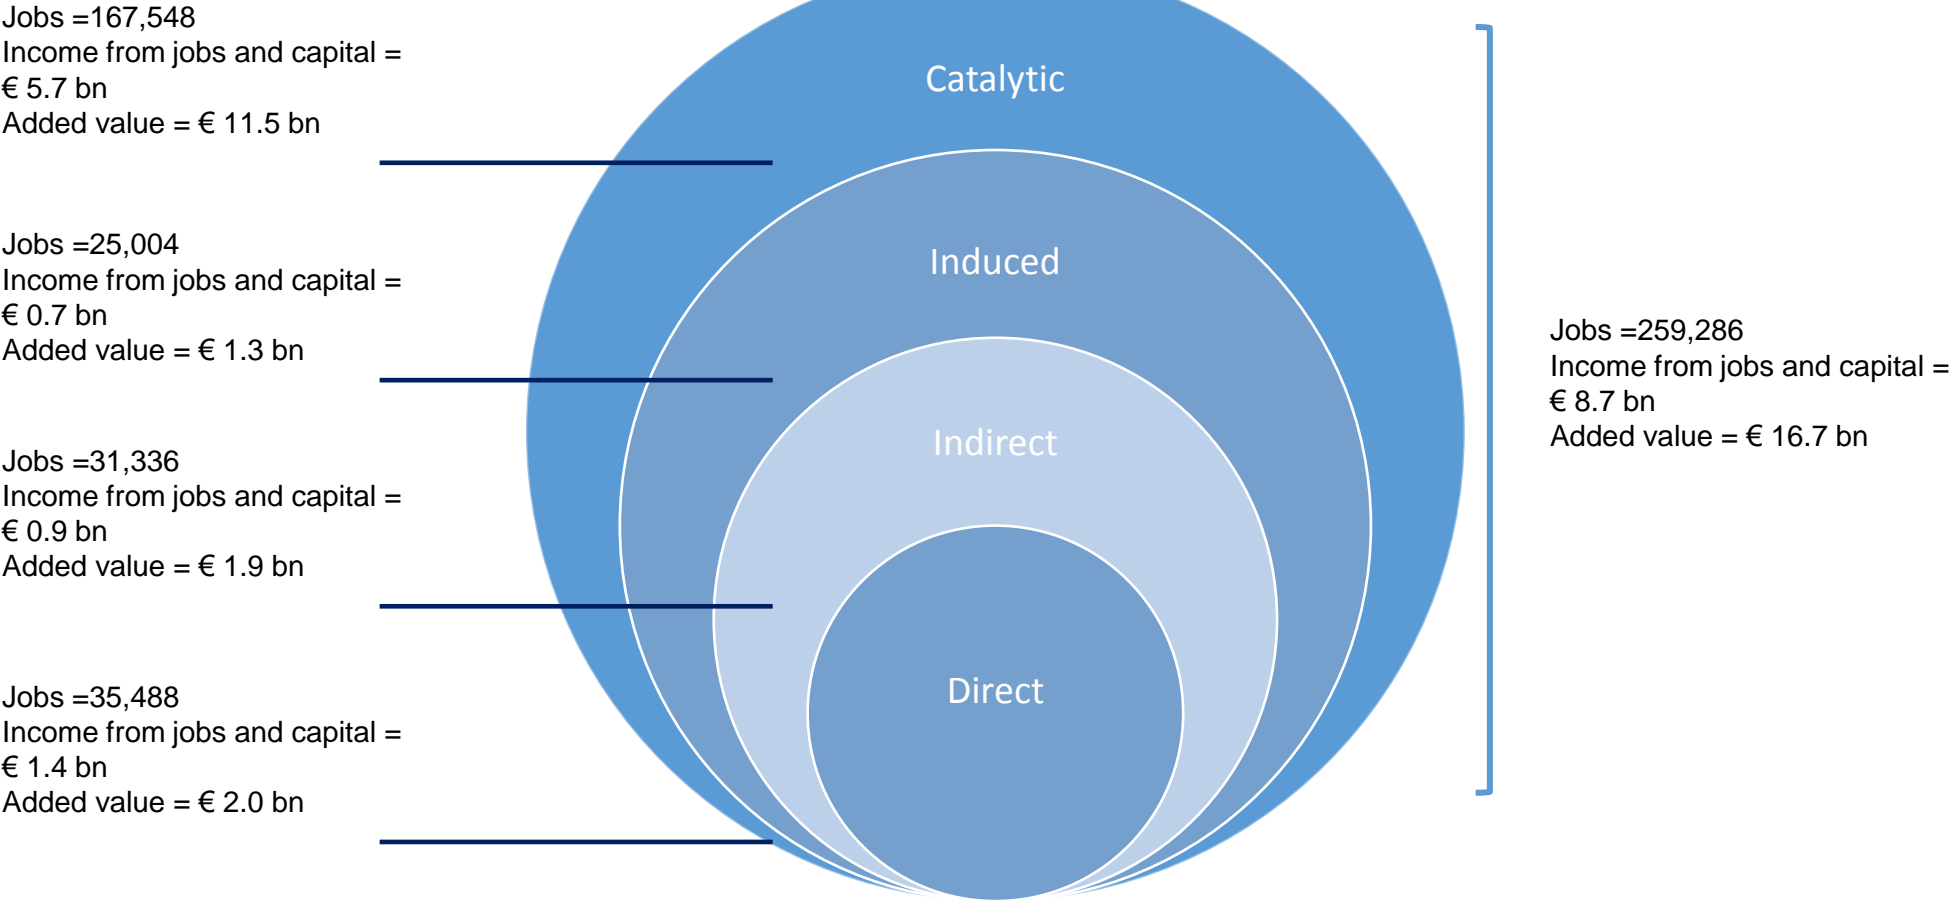 Jobs =167,548
Income from jobs and capital =
€ 5.7 bn
Added value = € 11.5 bn
Jobs =25,004
Income from jobs and capital =
€ 0.7 bn
Added value = € 1.3 bn
Jobs =31,336
Income from jobs and capital =
€ 0.9 bn
Added value = € 1.9 bn
Jobs =35,488
Income from jobs and capital =
€ 1.4 bn
Added value = € 2.0 bn
Catalytic
Induced
Indirect
Direct
Jobs =259,286
Income from jobs and capital =
€ 8.7 bn
Added value = € 16.7 bn